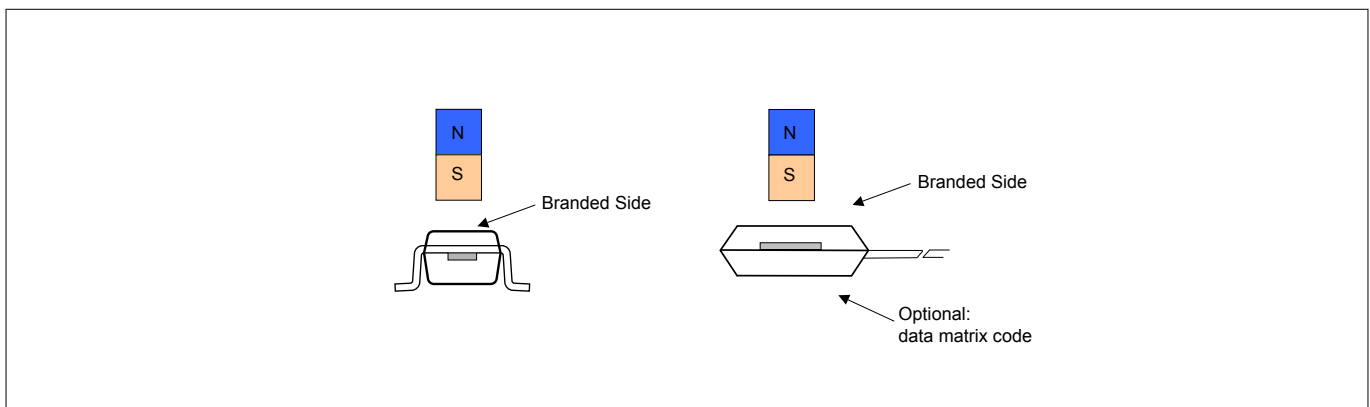 N
S
Branded Side
N
S
Branded Side
Optional:
data matrix code